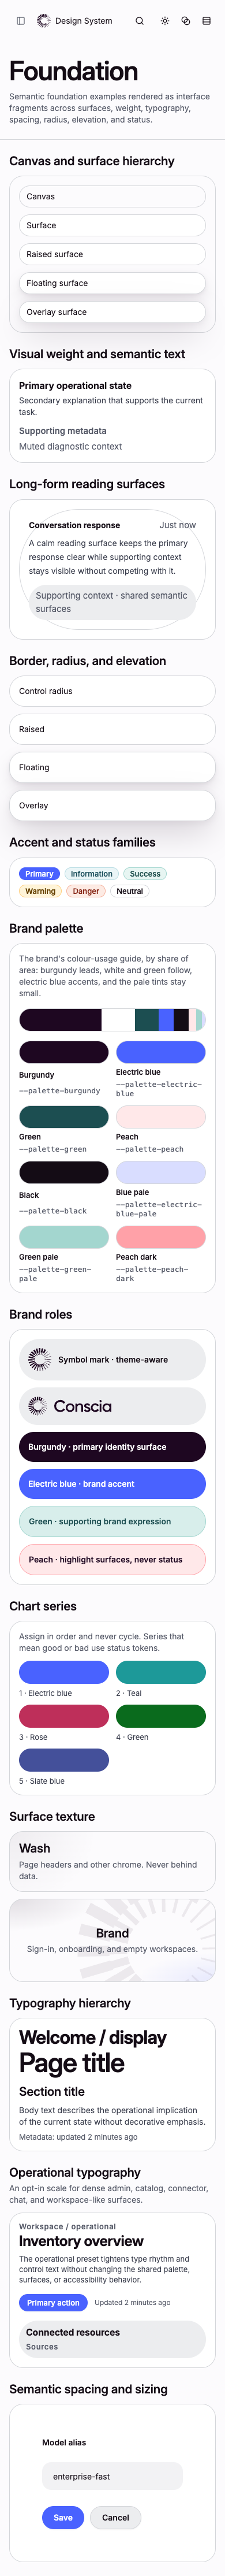 Design System
Foundation
Semantic foundation examples rendered as interface
fragments across surfaces, weight, typography,
spacing, radius, elevation, and status.
Canvas and surface hierarchy
Canvas
Surface
Raised surface
Floating surface
Overlay surface
Visual weight and semantic text
Primary operational state
Secondary explanation that supports the current
task.
Supporting metadata
Muted diagnostic context
Long-form reading surfaces
Conversation response
Just now
A calm reading surface keeps the primary
response clear while supporting context
stays visible without competing with it.
Supporting context · shared semantic
surfaces
Border, radius, and elevation
Control radius
Raised
Floating
Overlay
Accent and status families
Primary Information Success
Warning Danger Neutral
Brand palette
The brand's colour-usage guide, by share of
area: burgundy leads, white and green follow,
electric blue accents, and the pale tints stay
small.
Burgundy
--palette-burgundy
Electric blue
--palette-electric-
blue
Green
--palette-green
Peach
--palette-peach
Black
--palette-black
Blue pale
--palette-electric-
blue-pale
Green pale
--palette-green-
pale
Peach dark
--palette-peach-
dark
Brand roles
Symbol mark · theme-aware
Conscia
Burgundy · primary identity surface
Electric blue · brand accent
Green · supporting brand expression
Peach · highlight surfaces, never status
Chart series
Assign in order and never cycle. Series that
mean good or bad use status tokens.
1 · Electric blue
2 · Teal
3 · Rose
4 · Green
5 · Slate blue
Surface texture
Wash
Page headers and other chrome. Never behind
data.
Brand
Sign-in, onboarding, and empty workspaces.
Typography hierarchy
Welcome / display
Page title
Section title
Body text describes the operational implication
of the current state without decorative emphasis.
Metadata: updated 2 minutes ago
Operational typography
An opt-in scale for dense admin, catalog, connector,
chat, and workspace-like surfaces.
Workspace / operational
Inventory overview
The operational preset tightens type rhythm and
control text without changing the shared palette,
surfaces, or accessibility behavior.
Primary action
Updated 2 minutes ago
Connected resources
Sources
Semantic spacing and sizing
Model alias
enterprise-fast
Save
Cancel